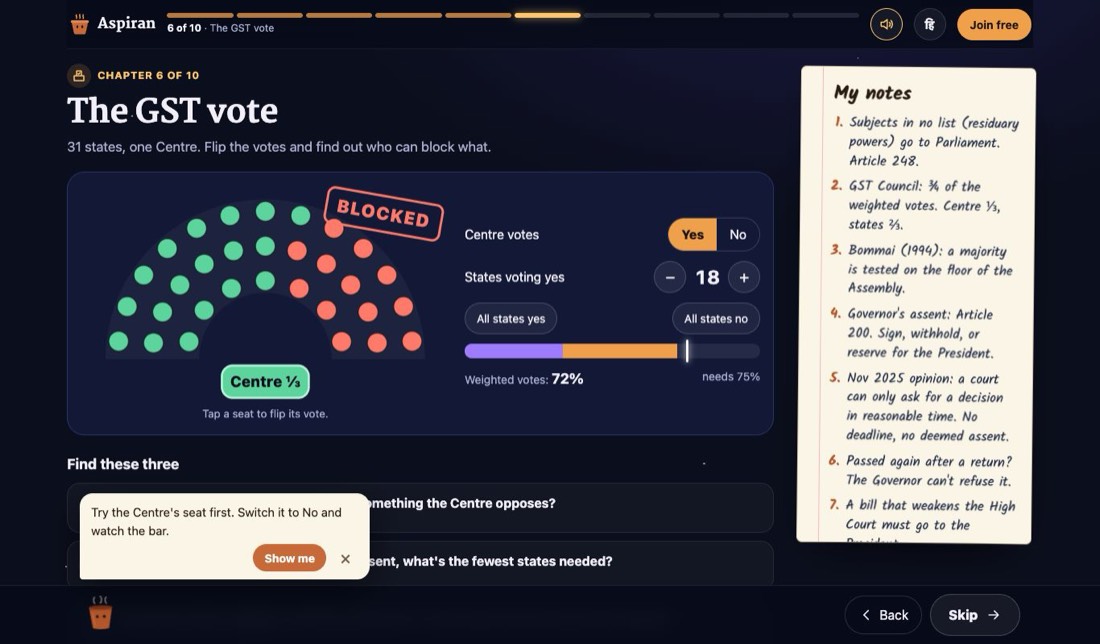 Aspiran
6 of 10 · The GST vote
हि
Join free
CHAPTER 6 OF 10
The GST vote
31 states, one Centre. Flip the votes and find out who can block what.
BLOCKED
Centre ⅓
Tap a seat to flip its vote.
Centre votes
Yes
No
States voting yes
−
18
+
All states yes
All states no
Weighted votes: 72%
needs 75%
Find these three
omething the Centre opposes?
sent, what's the fewest states needed?
Try the Centre's seat first. Switch it to No and
watch the bar.
Show me
My notes
1. Subjects in no list (residuary
powers) go to Parliament.
Article 248.
2. GST Council: ¾ of the
weighted votes. Centre ⅓,
states ⅔.
3. Bommai (1994): a majority
is tested on the floor of the
Assembly.
4. Governor's assent: Article
200. Sign, withhold, or
reserve for the President.
5. Nov 2025 opinion: a court
can only ask for a decision
in reasonable time. No
deadline, no deemed assent.
6. Passed again after a return?
The Governor can't refuse it.
7. A bill that weakens the High
Court must go to the
Back
Skip